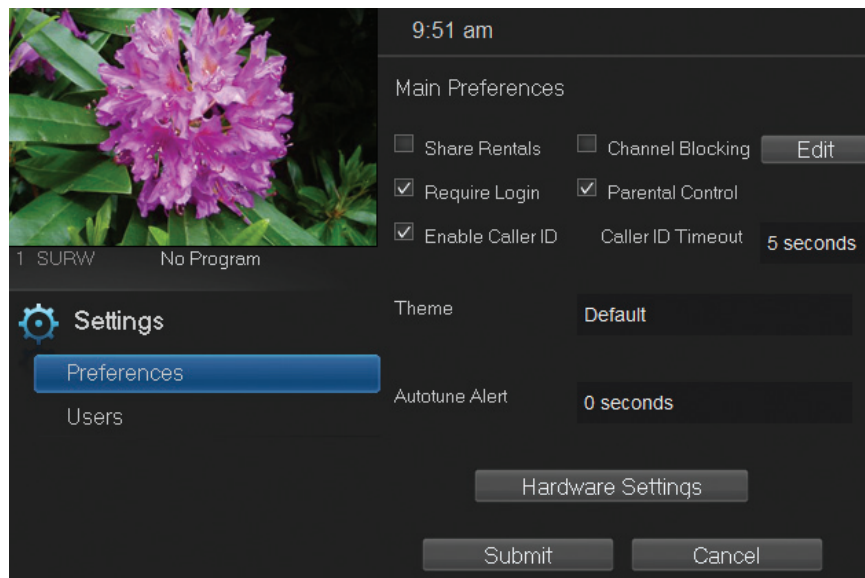 9:51 am
Main Preferences
Share Rentals
Channel Blocking
Edit
Require Login
Parental Control
Enable Caller ID
Caller ID Timeout
5 seconds
1 SURW No Program
Settings
Preferences
Users
Theme
Default
Autotune Alert
0 seconds
Hardware Settings
Submit
Cancel